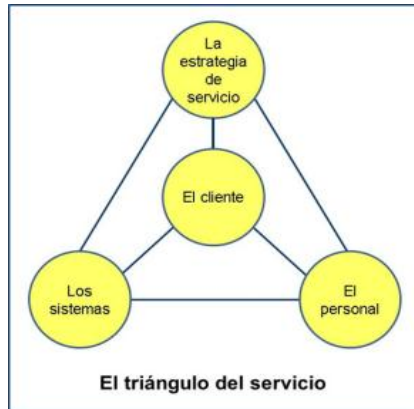 La
estrategia
de
servicio
El cliente
Los
sistemas
El
personal
El triángulo del servicio